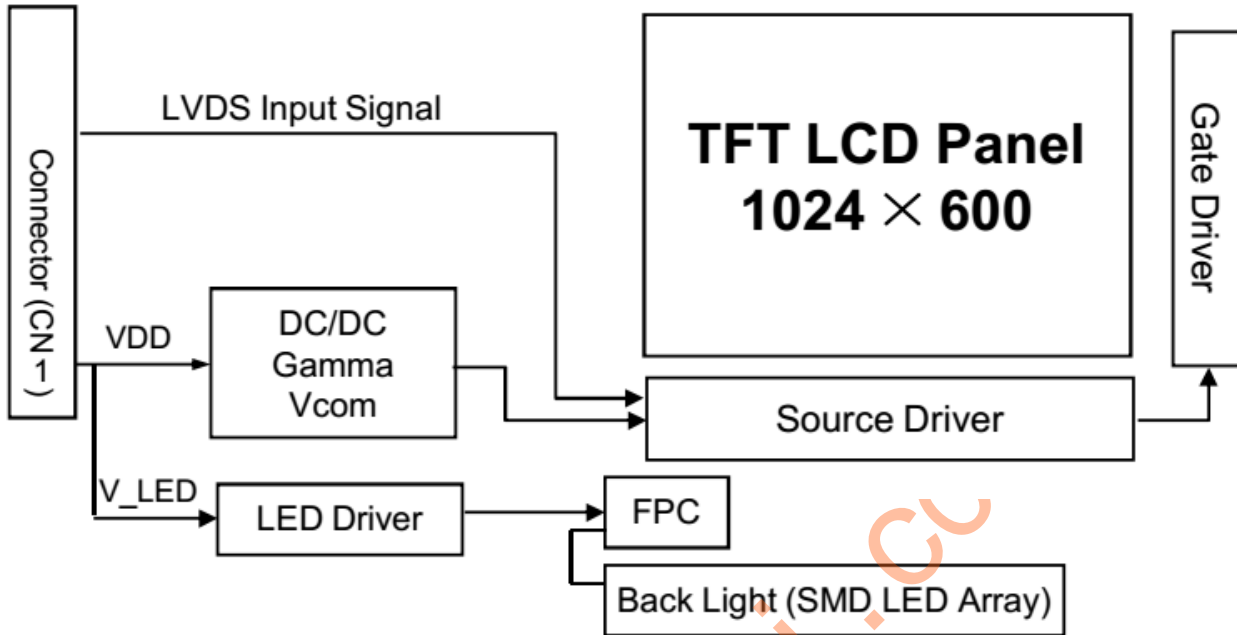 LVDS Input Signal
TFT LCD Panel
1024 × 600
Gate Driver
Connector (CN1)
VDD
DC/DC
Gamma
Vcom
Source Driver
V_LED
LED Driver
FPC
Back Light (SMD LED Array)